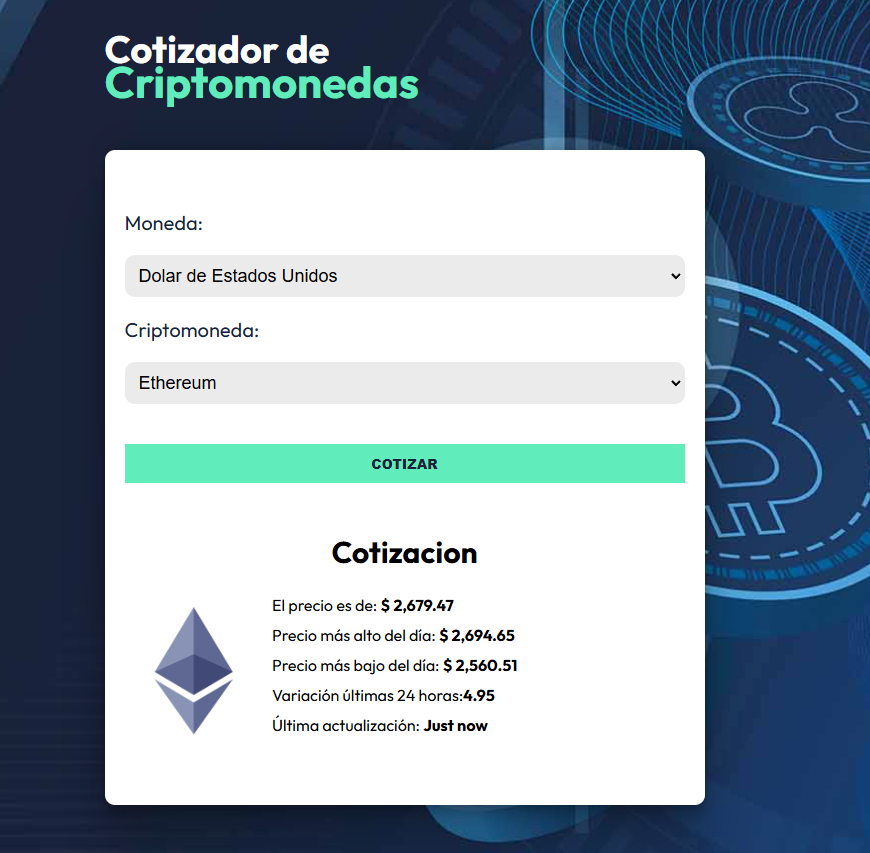 Cotizador de
Criptomonedas
Moneda:
Dolar de Estados Unidos
Criptomoneda:
Ethereum
COTIZAR
Cotizacion
El precio es de: $ 2,679.47
Precio más alto del día: $ 2,694.65
Precio más bajo del día: $ 2,560.51
Variación últimas 24 horas:4.95
Última actualización: Just now